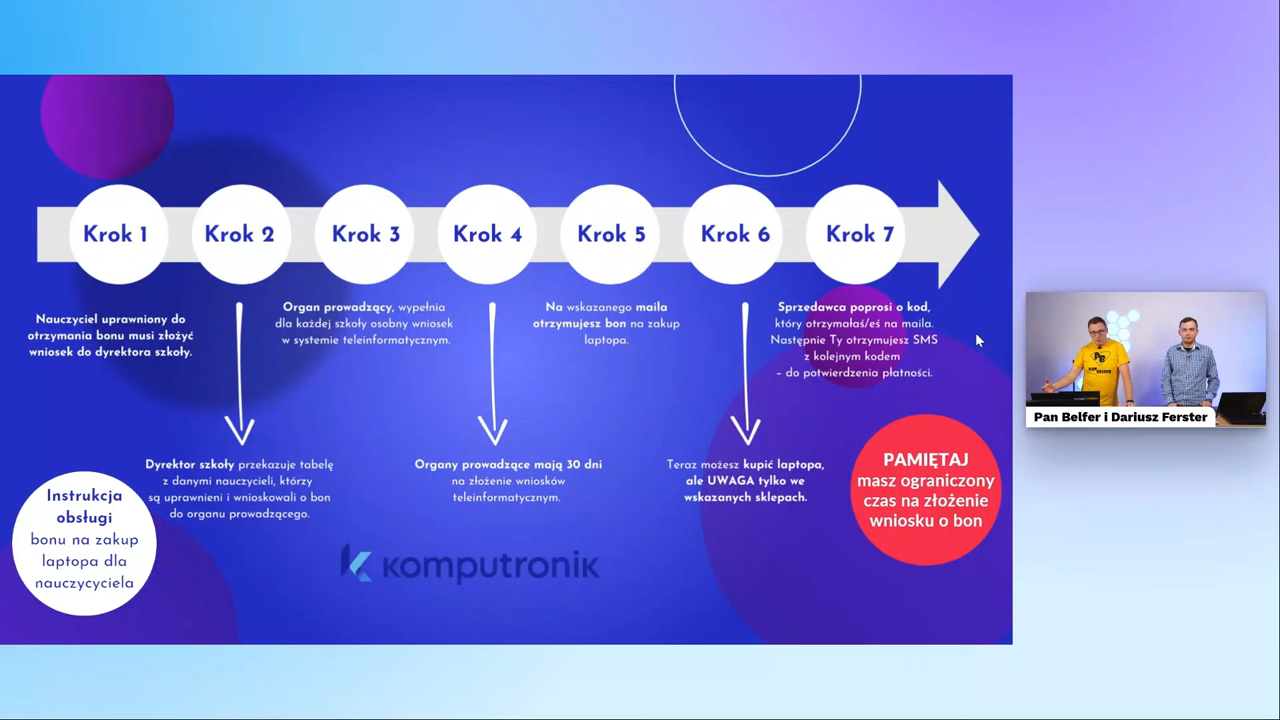 Krok 1
Krok 2
Krok 3
Krok 4
Krok 5
Krok 6
Krok 7
Nauczyciel uprawniony do
otrzymania bonu musi złożyć
wniosek do dyrektora szkoły.
Dyrektor szkoły przekazuje tabelę
z danymi nauczycieli, którzy
są uprawnieni i wnioskowali o bon
do organu prowadzącego.
Organ prowadzący, wypełnia
dla każdej szkoły osobny wniosek
w systemie teleinformatycznym.
Organy prowadzące mają 30 dni
na złożenie wniosków
teleinformatycznym.
Na wskazanego maila
otrzymujesz bon na zakup
laptopa.
Teraz możesz kupić laptopa,
ale UWAGA tylko we
wskazanych sklepach.
Sprzedawca poprosi o kod,
który otrzymałaś/eś na maila.
Następnie Ty otrzymujesz SMS
z kolejnym kodem
– do potwierdzenia płatności.
PAMIĘTAJ
masz ograniczony
czas na złożenie
wniosku o bon
Instrukcja
obsługi
bonu na zakup
laptopa dla
nauczycyciela
komputronik
PB
PAN BELFER
Pan Belfer i Dariusz Ferster